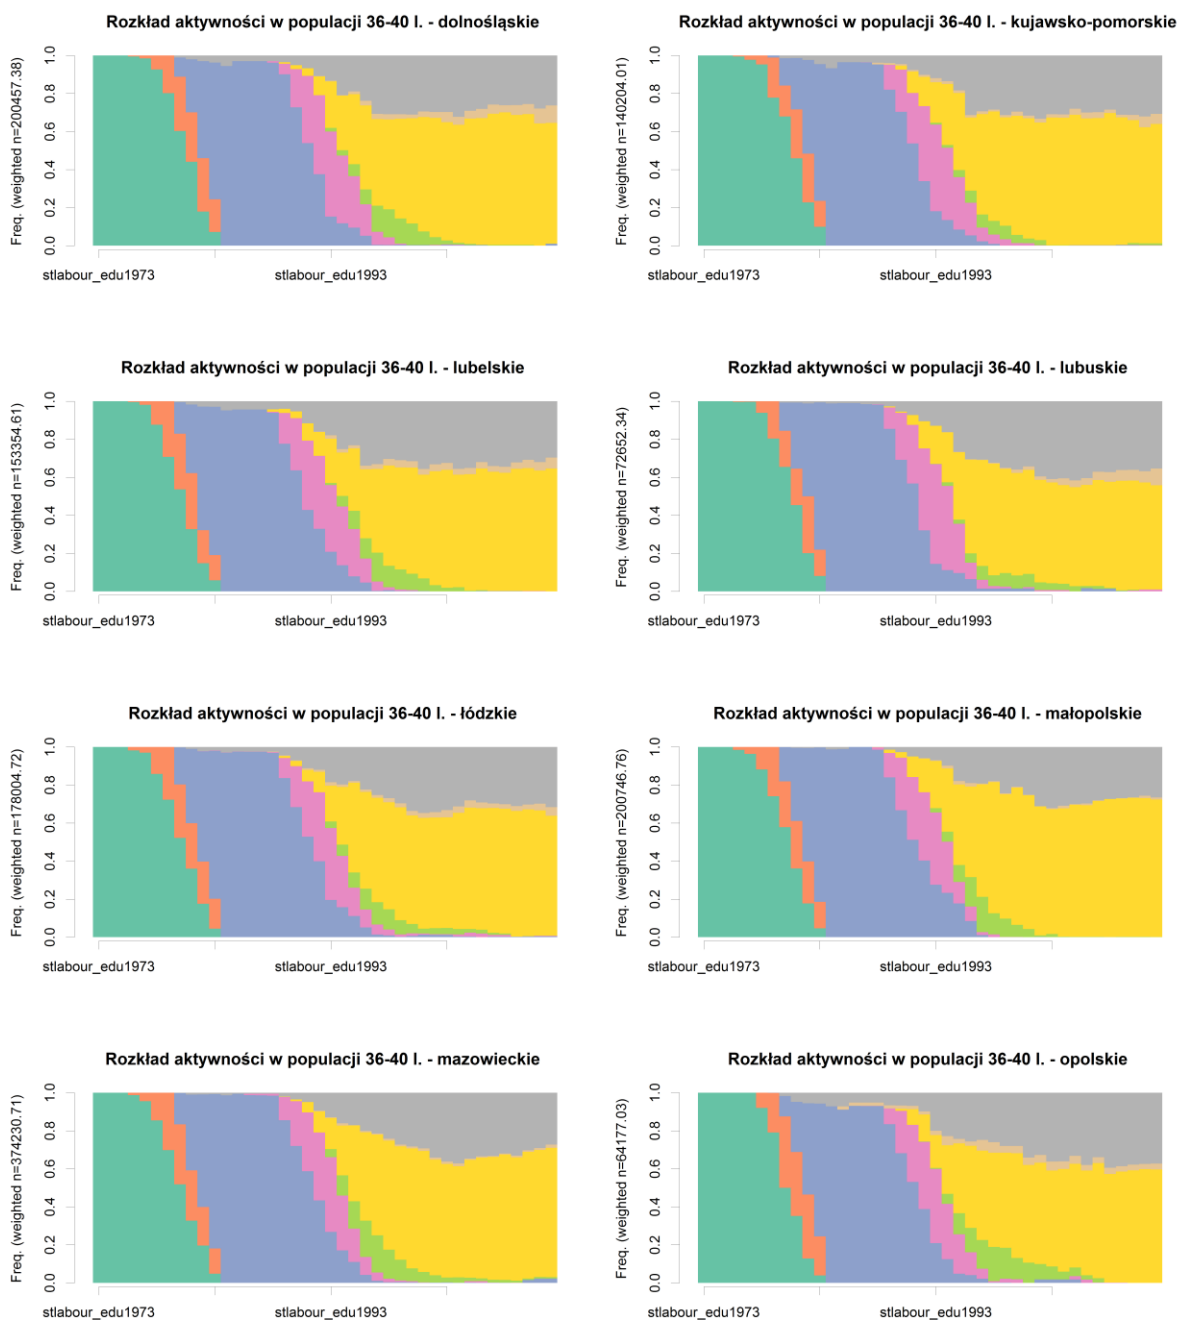 Rozkład aktywności w populacji 36-40 l. - dolnośląskie
Freq. (weighted n=200457.38)
0.0 0.2 0.4 0.6 0.8 1.0
stlabour_edu1973 stlabour_edu1993
Rozkład aktywności w populacji 36-40 l. - kujawsko-pomorskie
Freq. (weighted n=140204.01)
0.0 0.2 0.4 0.6 0.8 1.0
stlabour_edu1973 stlabour_edu1993
Rozkład aktywności w populacji 36-40 l. - lubelskie
Freq. (weighted n=153354.61)
0.0 0.2 0.4 0.6 0.8 1.0
stlabour_edu1973 stlabour_edu1993
Rozkład aktywności w populacji 36-40 l. - lubuskie
Freq. (weighted n=72652.34)
0.0 0.2 0.4 0.6 0.8 1.0
stlabour_edu1973 stlabour_edu1993
Rozkład aktywności w populacji 36-40 l. - łódzkie
Freq. (weighted n=178004.72)
0.0 0.2 0.4 0.6 0.8 1.0
stlabour_edu1973 stlabour_edu1993
Rozkład aktywności w populacji 36-40 l. - małopolskie
Freq. (weighted n=200746.76)
0.0 0.2 0.4 0.6 0.8 1.0
stlabour_edu1973 stlabour_edu1993
Rozkład aktywności w populacji 36-40 l. - mazowieckie
Freq. (weighted n=374230.71)
0.0 0.2 0.4 0.6 0.8 1.0
stlabour_edu1973 stlabour_edu1993
Rozkład aktywności w populacji 36-40 l. - opolskie
Freq. (weighted n=64177.03)
0.0 0.2 0.4 0.6 0.8 1.0
stlabour_edu1973 stlabour_edu1993